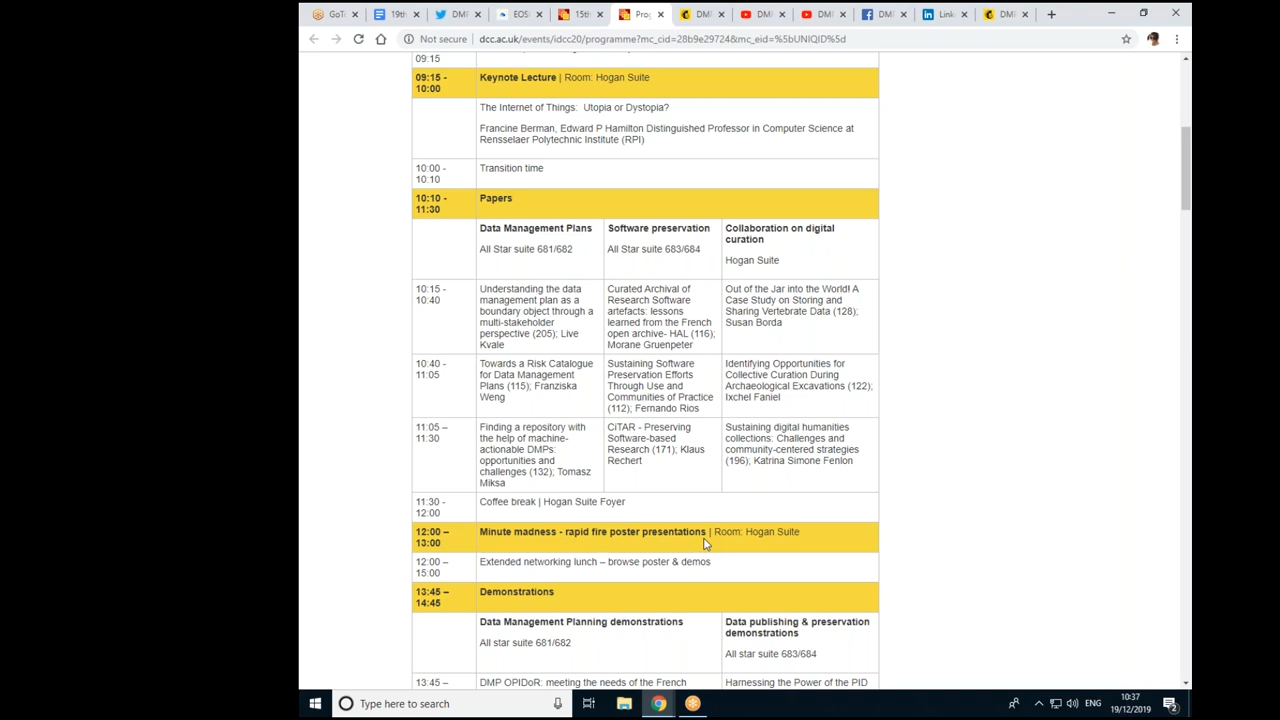 GoTo
19th
DMP
EOS
15th
Prog
DMP
DMP
DMP
DMP
Link
DMP
Not secure
dcc.ac.uk/events/idcc20/programme?mc_cid=28b9e29724&mc_eid=%5bUNIQID%5d
09:15
09:15 -
10:00
Keynote Lecture | Room: Hogan Suite
The Internet of Things: Utopia or Dystopia?
Francine Berman, Edward P Hamilton Distinguished Professor in Computer Science at
Rensselaer Polytechnic Institute (RPI)
10:00 -
10:10
Transition time
10:10 -
11:30
Papers
Data Management Plans
All Star suite 681/682
Software preservation
All Star suite 683/684
Collaboration on digital
curation
Hogan Suite
10:15 -
10:40
Understanding the data
management plan as a
boundary object through a
multi-stakeholder
perspective (205); Live
Kvale
Curated Archival of
Research Software
artefacts: lessons
learned from the French
open archive- HAL (116);
Morane Gruenpeter
Out of the Jar into the World! A
Case Study on Storing and
Sharing Vertebrate Data (128);
Susan Borda
10:40 -
11:05
Towards a Risk Catalogue
for Data Management
Plans (115); Franziska
Weng
Sustaining Software
Preservation Efforts
Through Use and
Communities of Practice
(112); Fernando Rios
Identifying Opportunities for
Collective Curation During
Archaeological Excavations (122);
Ixchel Faniel
11:05 –
11:30
Finding a repository with
the help of machine-
actionable DMPs:
opportunities and
challenges (132); Tomasz
Miksa
CiTAR - Preserving
Software-based
Research (171); Klaus
Rechert
Sustaining digital humanities
collections: Challenges and
community-centered strategies
(196); Katrina Simone Fenlon
11:30 -
12:00
Coffee break | Hogan Suite Foyer
12:00 –
13:00
Minute madness - rapid fire poster presentations | Room: Hogan Suite
12:00 –
15:00
Extended networking lunch – browse poster & demos
13:45 –
14:45
Demonstrations
Data Management Planning demonstrations
All star suite 681/682
Data publishing & preservation
demonstrations
All star suite 683/684
13:45 –
DMP OPIDoR: meeting the needs of the French
Harnessing the Power of the PID
Type here to search
ENG
10:37
19/12/2019
2